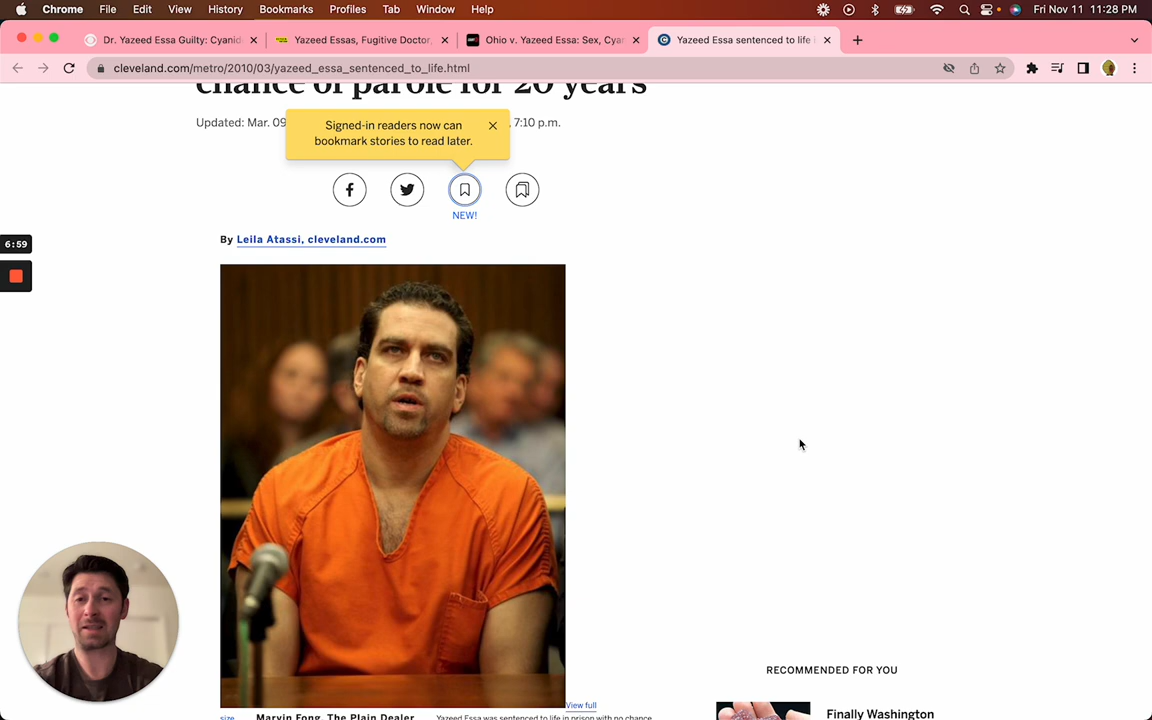 Chrome File Edit View History Bookmarks Profiles Tab Window Help Fri Nov 11 11:28 PM
Dr. Yazeed Essa Guilty: Cyanid
Yazeed Essas, Fugitive Doctor,
Ohio v. Yazeed Essa: Sex, Cyan
Yazeed Essa sentenced to life i
cleveland.com/metro/2010/03/yazeed_essa_sentenced_to_life.html
chance of parole for 20 years
Updated: Mar. 09
, 7:10 p.m.
Signed-in readers now can
bookmark stories to read later.
NEW!
6:59
By Leila Atassi, cleveland.com
RECOMMENDED FOR YOU
View full
size
Marvin Fong, The Plain Dealer
Yazeed Essa was sentenced to life in prison with no chance
Finally Washington